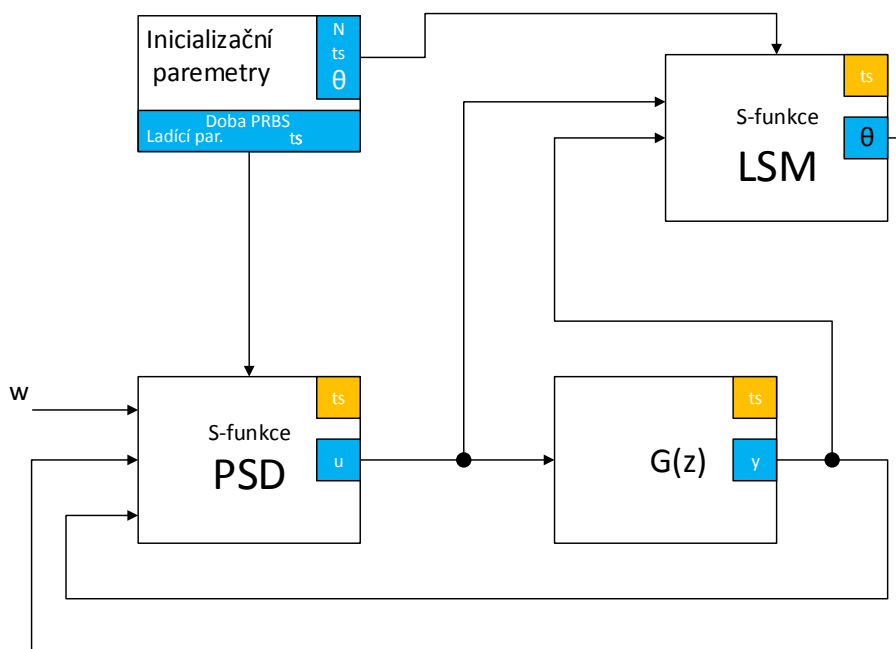 Inicializační
paremetry
N
ts
θ
Doba PRBS
Ladící par. ts
ts
S-funkce
θ
LSM
w
ts
S-funkce
u
PSD
ts
G(z)
y